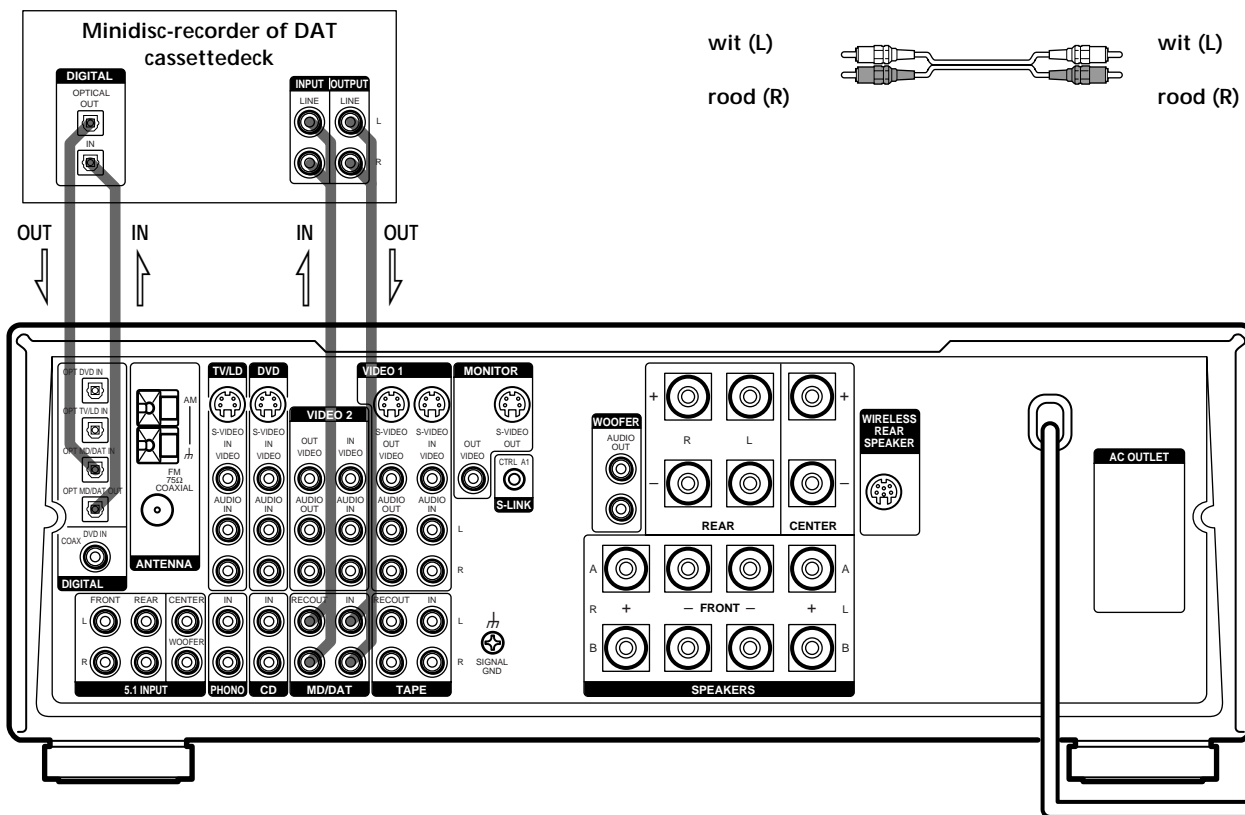 Minidisc-recorder of DAT
cassettedeck
DIGITAL
OPTICAL
OUT
IN
INPUT OUTPUT
LINE LINE
L
R
wit (L) wit (L)
rood (R) rood (R)
OUT IN IN OUT
OPT DVD IN
OPT TV/LD IN
OPT MD/DAT IN
OPT MD/DAT OUT
DVD IN
COAX
DIGITAL
AM
FM
75Ω
COAXIAL
ANTENNA
TV/LD
S-VIDEO
IN
VIDEO
AUDIO
IN
DVD
S-VIDEO
IN
VIDEO
AUDIO
IN
VIDEO 2
OUT IN
VIDEO VIDEO
AUDIO AUDIO
OUT IN
VIDEO 1
S-VIDEO S-VIDEO
OUT IN
VIDEO VIDEO
AUDIO AUDIO
OUT IN
L
R
MONITOR
S-VIDEO
OUT OUT
VIDEO
CTRL A1
S-LINK
FRONT REAR CENTER
L
WOOFER
R
5.1 INPUT
IN
PHONO
IN
CD
RECOUT IN
MD/DAT
RECOUT IN
TAPE
L
R
SIGNAL
GND
WOOFER
AUDIO
OUT
+ +
R L
– –
REAR CENTER
WIRELESS
REAR
SPEAKER
A A
R + – FRONT – + L
B B
SPEAKERS
AC OUTLET